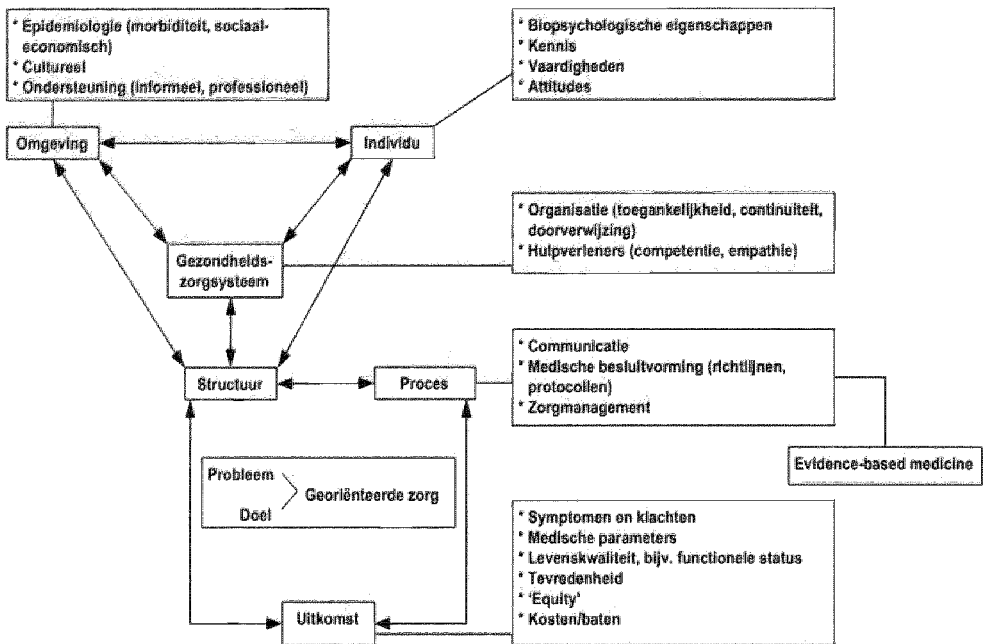 * Epidemiologie (morbiditeit, sociaal-
economisch)
* Cultureel
* Ondersteuning (informeel, professioneel)
* Biopsychologische eigenschappen
* Kennis
* Vaardigheden
* Attitudes
Omgeving
Individu
* Organisatie (toegankelijkheid, continuïteit,
doorverwijzing)
* Hulpverleners (competentie, empathie)
Gezondheids-
zorgsysteem
* Communicatie
* Medische besluitvorming (richtlijnen,
protocollen)
* Zorgmanagement
Structuur
Proces
Evidence-based medicine
Probleem
Georiënteerde zorg
Doel
* Symptomen en klachten
* Medische parameters
* Levenskwaliteit, bijv. functionele status
* Tevredenheid
* 'Equity'
* Kosten/baten
Uitkomst